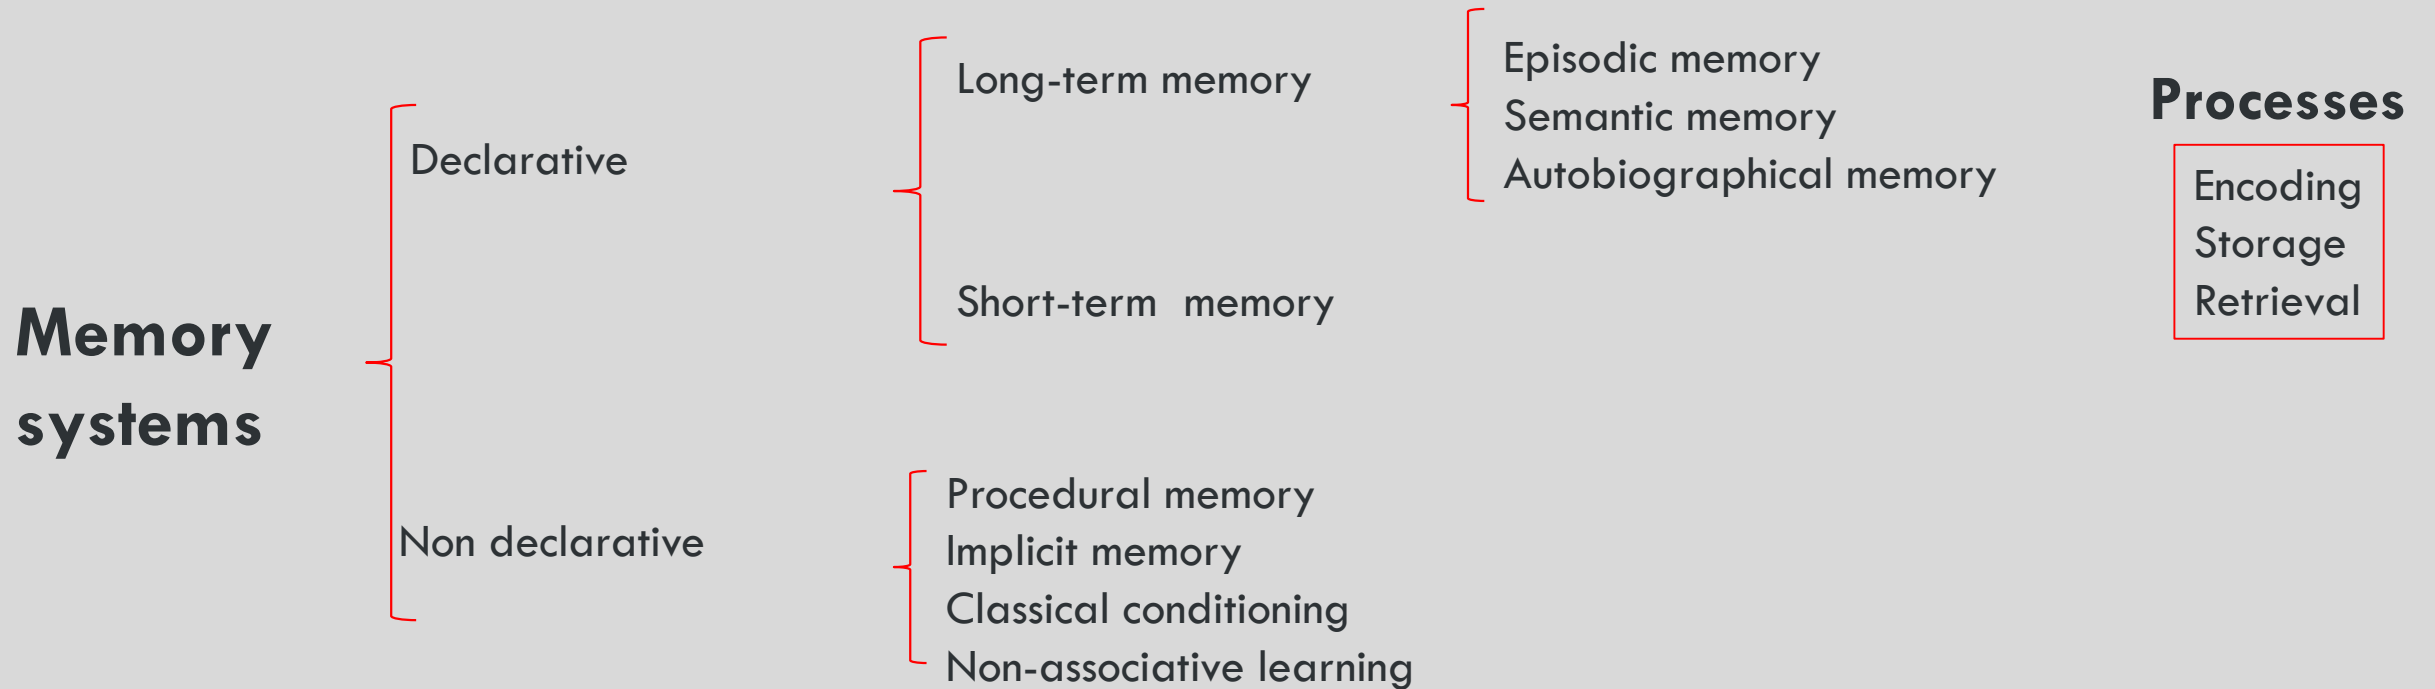 Memory
systems
Declarative
Non declarative
Long-term memory
Short-term  memory
Procedural memory
Implicit memory
Classical conditioning
Non-associative learning
Episodic memory
Semantic memory
Autobiographical memory
Processes
Encoding
Storage
Retrieval